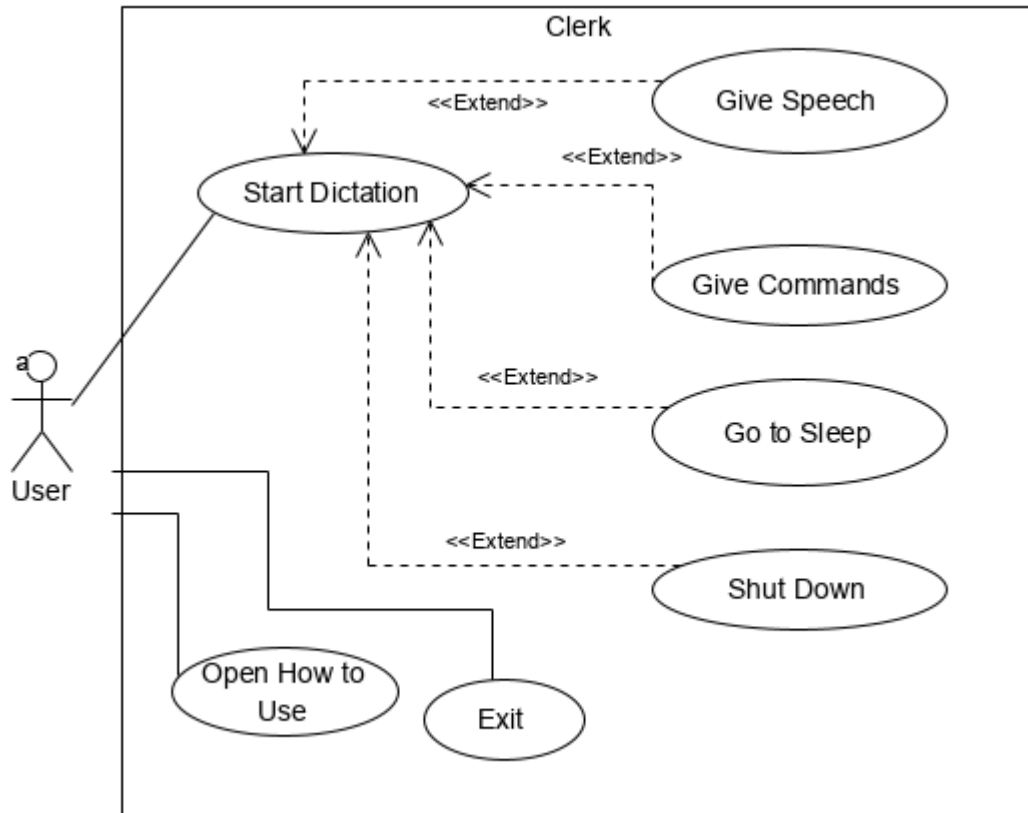 Clerk
Give Speech
<<Extend>>
<<Extend>>
Start Dictation
Give Commands
a
<<Extend>>
Go to Sleep
User
<<Extend>>
Shut Down
Open How to
Use
Exit